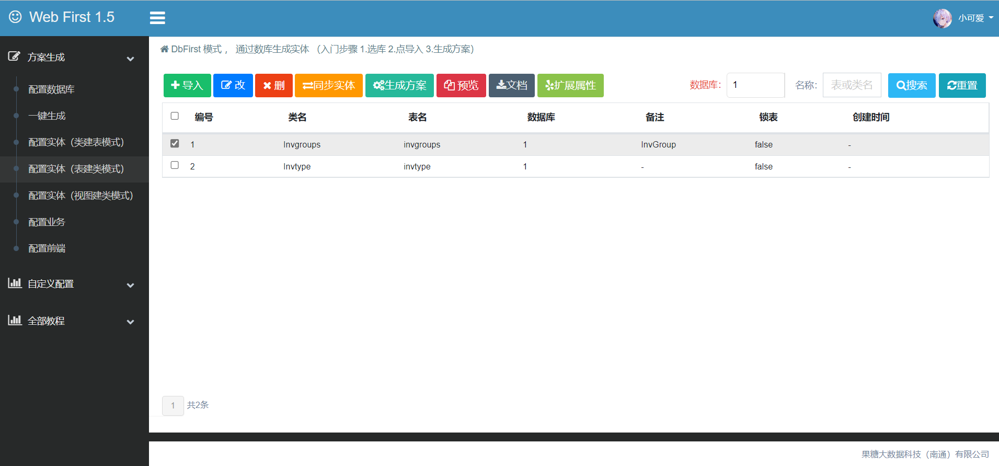 Web First 1.5
小可爱
方案生成
配置数据库
一键生成
配置实体（类建表模式）
配置实体（表建类模式）
配置实体（视图建类模式）
配置业务
配置前端
自定义配置
全部教程
DbFirst 模式， 通过数库生成实体 （入门步骤 1.选库 2.点导入 3.生成方案）
导入 改 删 同步实体 生成方案 预览 文档 扩展属性 数据库： 1 名称： 表或类名 搜索 重置
编号 类名 表名 数据库 备注 锁表 创建时间
1 Invgroups invgroups 1 InvGroup false -
2 Invtype invtype 1 - false -
1 共2条
果糖大数据科技（南通）有限公司